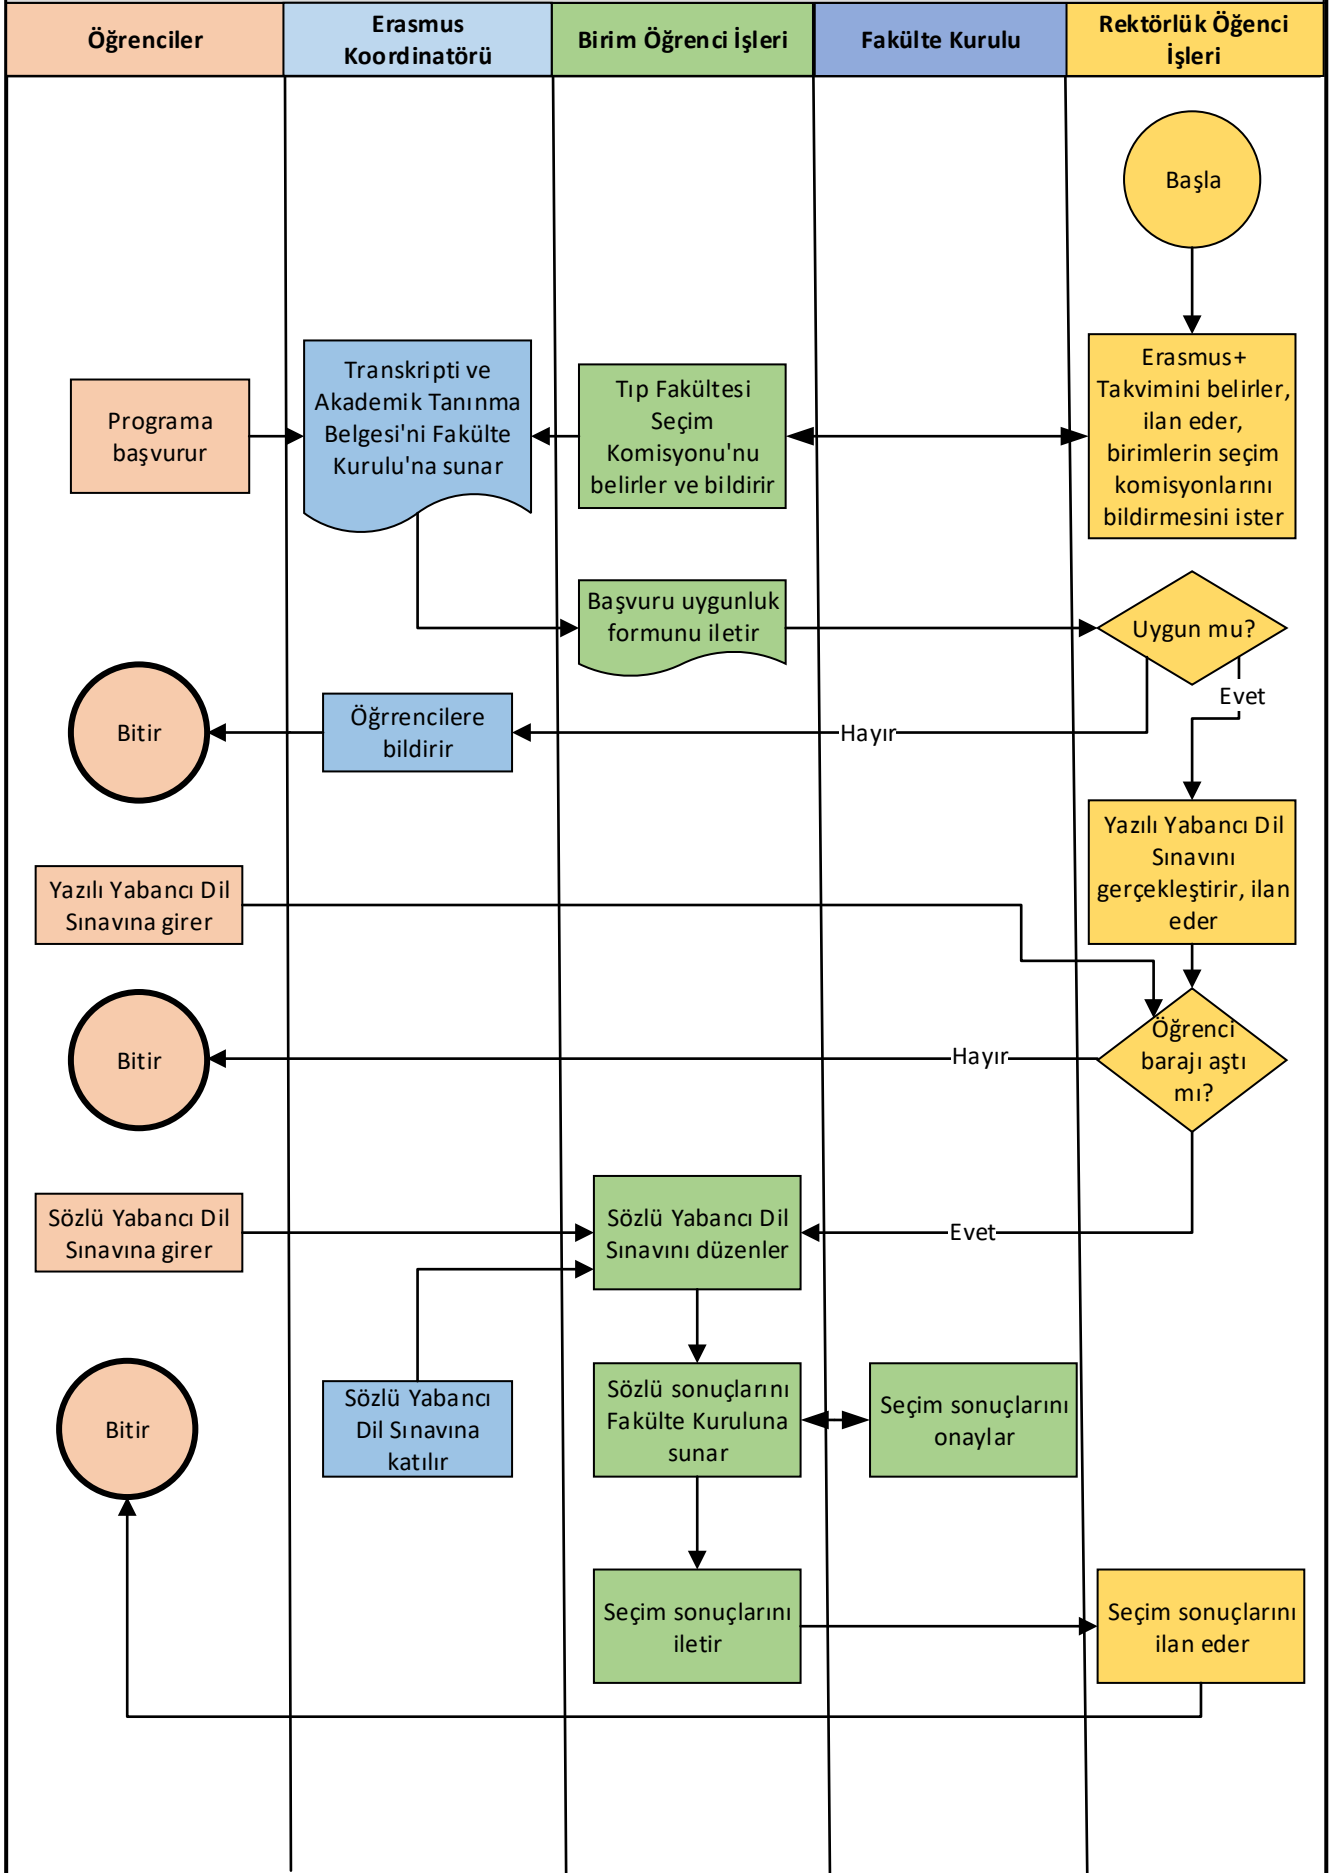 Öğrenciler
Erasmus
Koordinatörü
Birim Öğrenci İşleri
Fakülte Kurulu
Rektörlük Öğenci
İşleri
Başla
Programa
başvurur
Transkripti ve
Akademik Tanınma
Belgesi'ni Fakülte
Kurulu'na sunar
Tıp Fakültesi
Seçim
Komisyonu'nu
belirler ve bildirir
Erasmus+
Takvimini belirler,
ilan eder,
birimlerin seçim
komisyonlarını
bildirmesini ister
Başvuru uygunluk
formunu iletir
Uygun mu?
Evet
Bitir
Öğrrencilere
bildirir
Hayır
Yazılı Yabancı Dil
Sınavına girer
Yazılı Yabancı Dil
Sınavını
gerçekleştirir, ilan
eder
Bitir
Hayır
Öğrenci
barajı aştı
mı?
Sözlü Yabancı Dil
Sınavına girer
Sözlü Yabancı Dil
Sınavını düzenler
Evet
Bitir
Sözlü Yabancı
Dil Sınavına
katılır
Sözlü sonuçlarını
Fakülte Kuruluna
sunar
Seçim sonuçlarını
onaylar
Seçim sonuçlarını
iletir
Seçim sonuçlarını
ilan eder